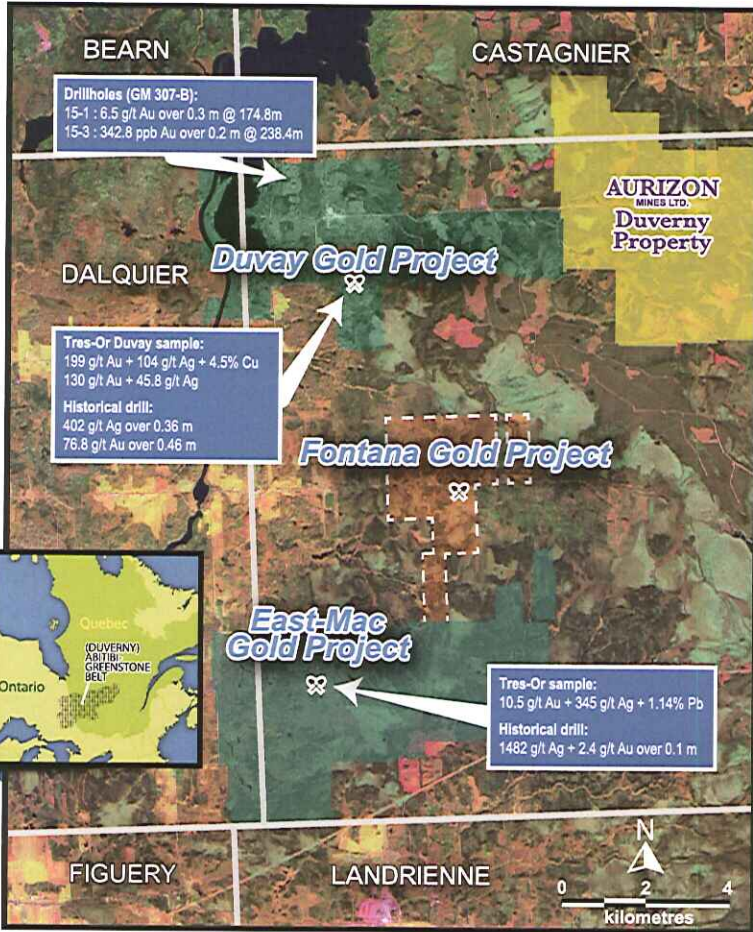 BEARN
CASTAGNIER
Drillholes (GM 307-B):
15-1 : 6.5 g/t Au over 0.3 m @ 174.8m
15-3 : 342.8 ppb Au over 0.2 m @ 238.4m
AURIZON
MINES LTD.
Duverny
Property
DALQUIER
Duvay Gold Project
Tres-Or Duvay sample:
199 g/t Au + 104 g/t Ag + 4.5% Cu
130 g/t Au + 45.8 g/t Ag
Historical drill:
402 g/t Ag over 0.36 m
76.8 g/t Au over 0.46 m
Fontana Gold Project
Quebec
(DUVERNY)
ABITIBI
GREENSTONE
BELT
Ontario
East-Mac
Gold Project
Tres-Or sample:
10.5 g/t Au + 345 g/t Ag + 1.14% Pb
Historical drill:
1482 g/t Ag + 2.4 g/t Au over 0.1 m
FIGUERY
LANDRIENNE
N
0 2 4
kilometres